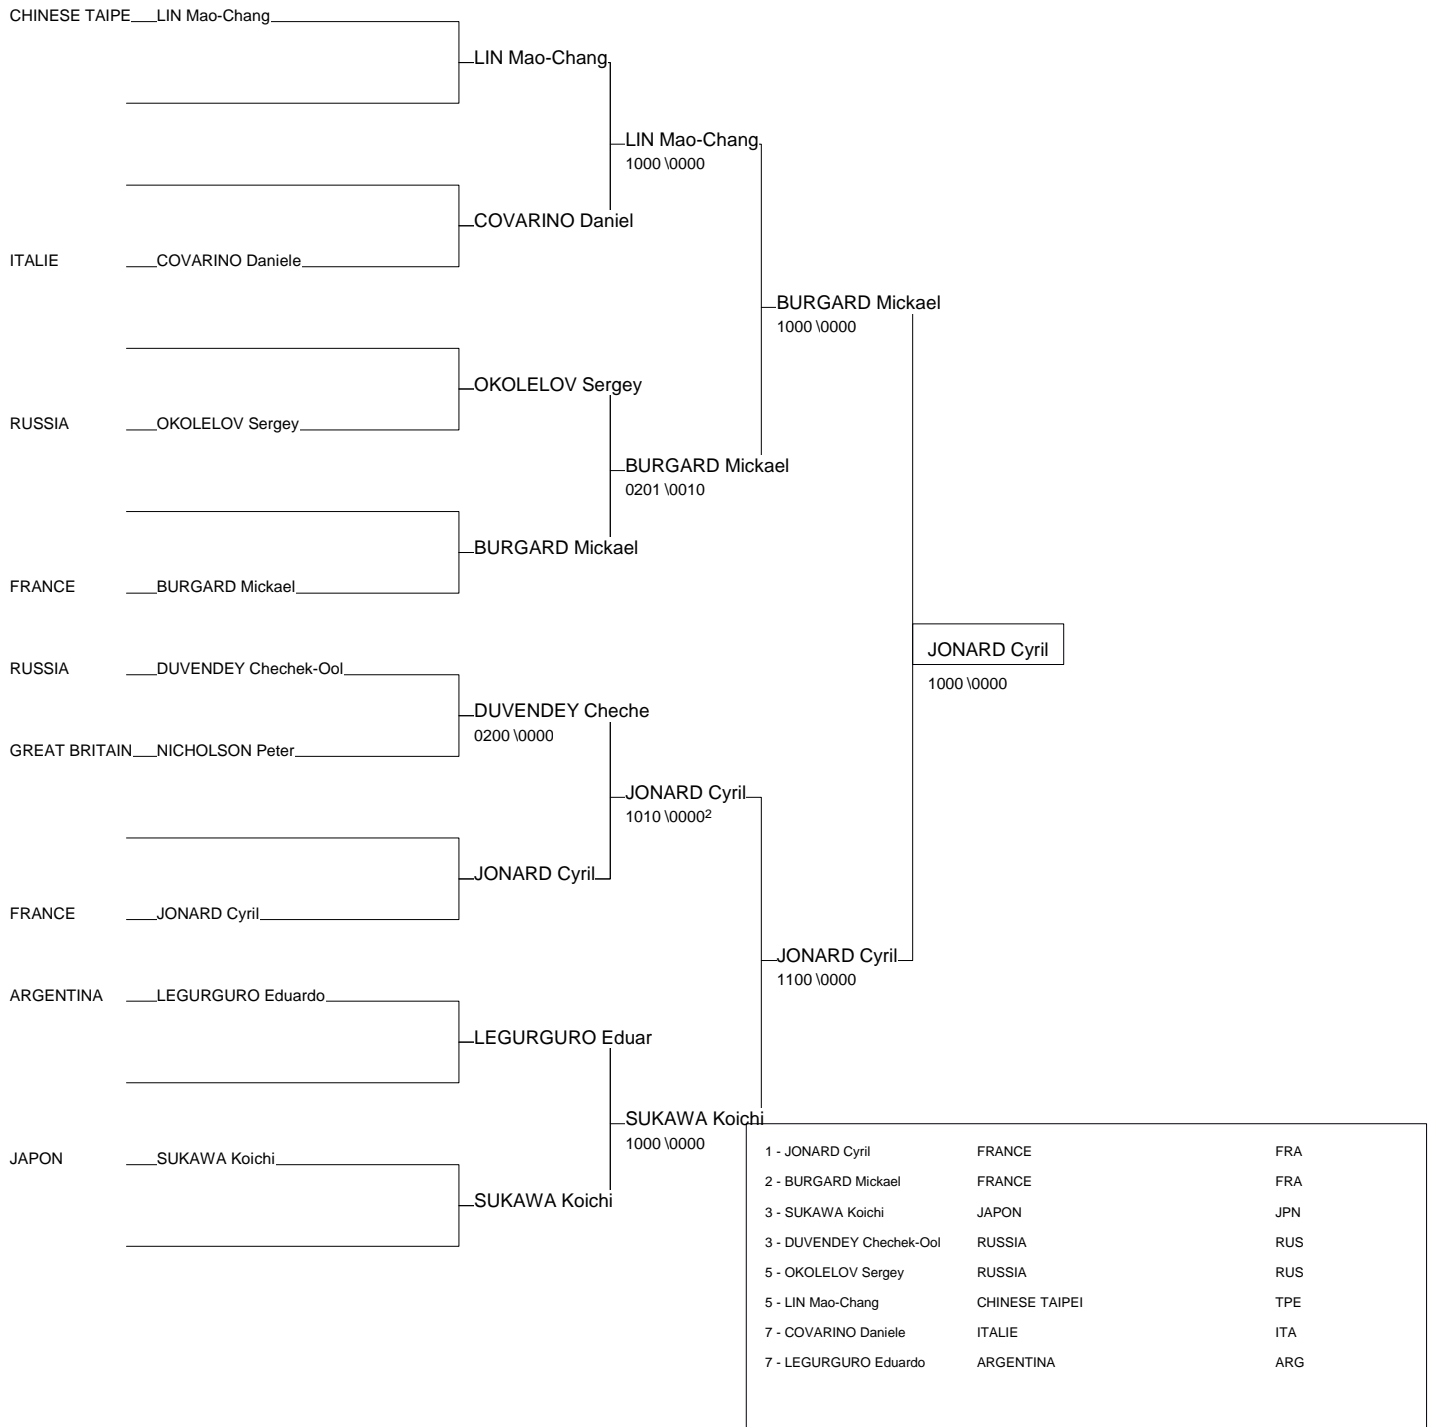 CHINESE TAIPE LIN Mao-Chang
LIN Mao-Chang
LIN Mao-Chang
1000 \0000
COVARINO Daniel
ITALIE COVARINO Daniele
BURGARD Mickael
1000 \0000
OKOLELOV Sergey
RUSSIA OKOLELOV Sergey
BURGARD Mickael
0201 \0010
BURGARD Mickael
FRANCE BURGARD Mickael
JONARD Cyril
1000 \0000
RUSSIA DUVENDEY Chechek-Ool
DUVENDEY Cheche
0200 \0000
GREAT BRITAIN NICHOLSON Peter
JONARD Cyril
1010 \0000²
JONARD Cyril
FRANCE JONARD Cyril
JONARD Cyril
1100 \0000
ARGENTINA LEGURGURO Eduardo
LEGURGURO Eduar
SUKAWA Koichi
1000 \0000
JAPON SUKAWA Koichi
SUKAWA Koichi
1 - JONARD Cyril FRANCE FRA
2 - BURGARD Mickael FRANCE FRA
3 - SUKAWA Koichi JAPON JPN
3 - DUVENDEY Chechek-Ool RUSSIA RUS
5 - OKOLELOV Sergey RUSSIA RUS
5 - LIN Mao-Chang CHINESE TAIPEI TPE
7 - COVARINO Daniele ITALIE ITA
7 - LEGURGURO Eduardo ARGENTINA ARG